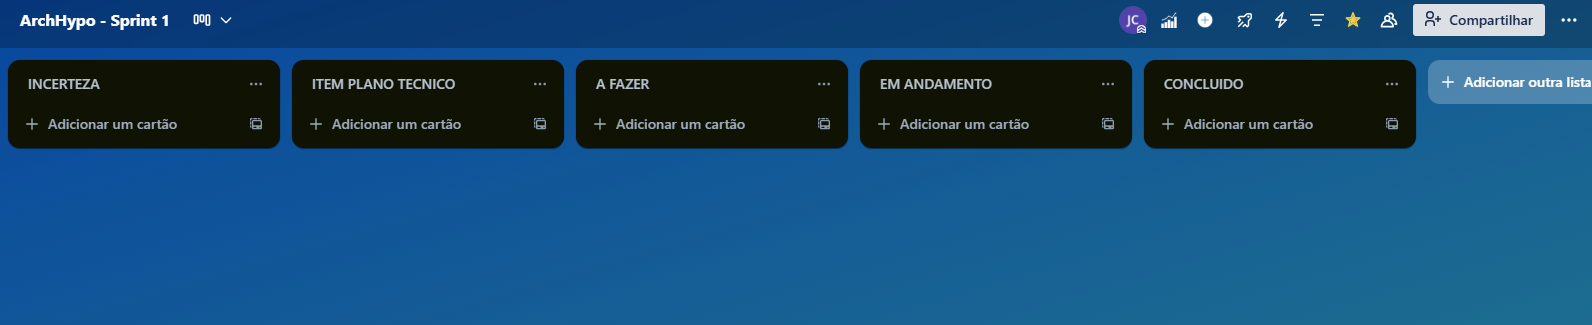 ArchHypo - Sprint 1
JC
Compartilhar
INCERTEZA
Adicionar um cartão
ITEM PLANO TECNICO
Adicionar um cartão
A FAZER
Adicionar um cartão
EM ANDAMENTO
Adicionar um cartão
CONCLUIDO
Adicionar um cartão
Adicionar outra lista